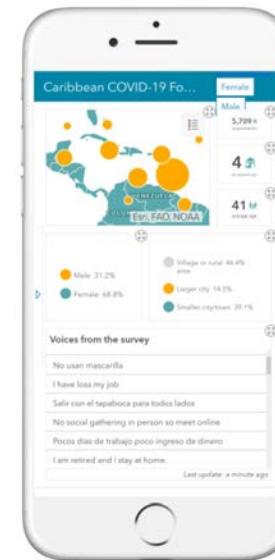 Caribbean COVID-19 Fo...
Female
Male
5,709
4
41
average age
VENEZUELA
Esri, FAO, NOAA
Male 31.2%
Female 68.8%
Village or rural 46.4%
area
Larger city 14.5%
Smaller city/town 39.1%
Voices from the survey
No usan mascarilla
I have loss my job
Salir con el tapaboca para todos lados
No social gathering in person so meet online
Pocos días de trabajo poco ingreso de dinero
I am retired and I stay at home.
Last update: a minute ago